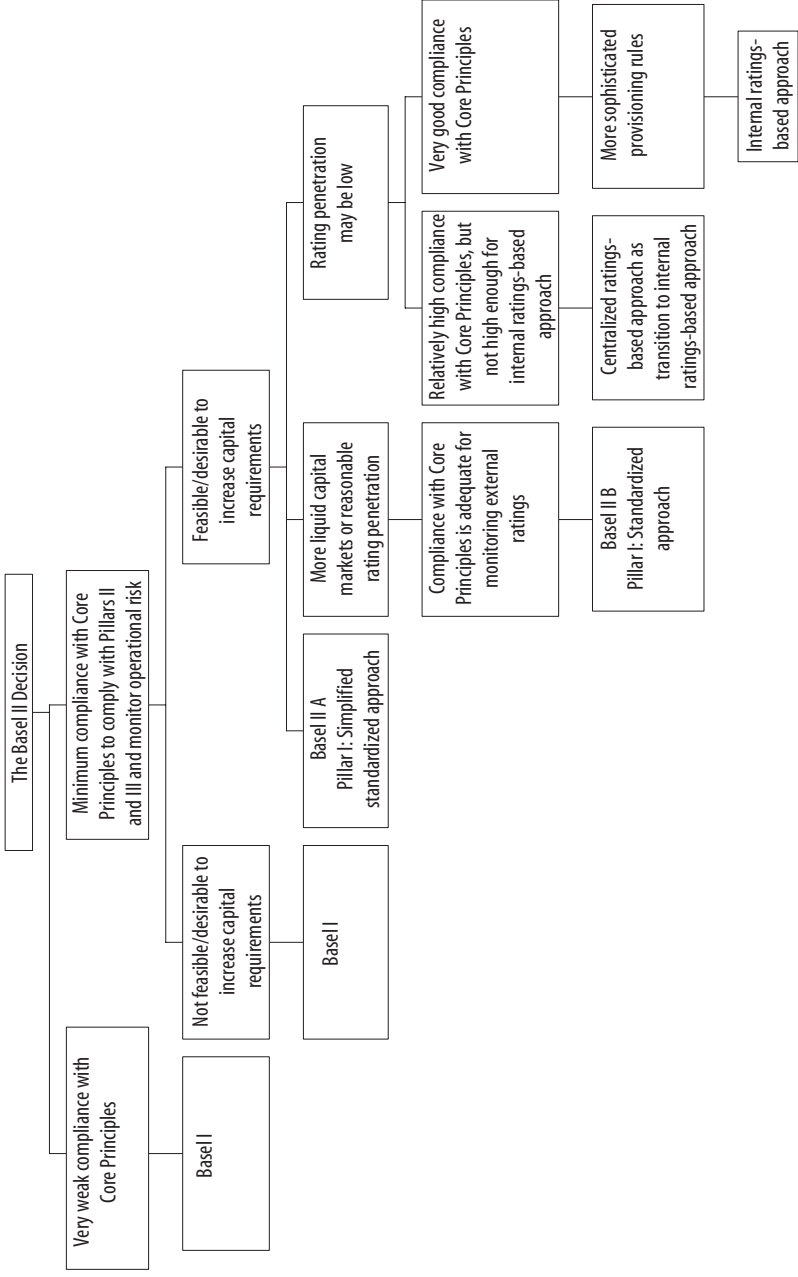 The Basel II Decision
Very weak compliance with
Core Principles
Minimum compliance with Core
Principles to comply with Pillars II
and III and monitor operational risk
Basel I
Not feasible/desirable to
increase capital
requirements
Feasible/desirable to
increase capital
requirements
Basel I
Basel II A
Pillar I: Simplified
standardized approach
More liquid capital
markets or reasonable
rating penetration
Rating penetration
may be low
Compliance with Core
Principles is adequate for
monitoring external
ratings
Relatively high compliance
with Core Principles, but
not high enough for
internal ratings-based
approach
Very good compliance
with Core Principles
Basel II B
Pillar I: Standardized
approach
Centralized ratings-
based approach as
transition to internal
ratings-based approach
More sophisticated
provisioning rules
Internal ratings-
based approach